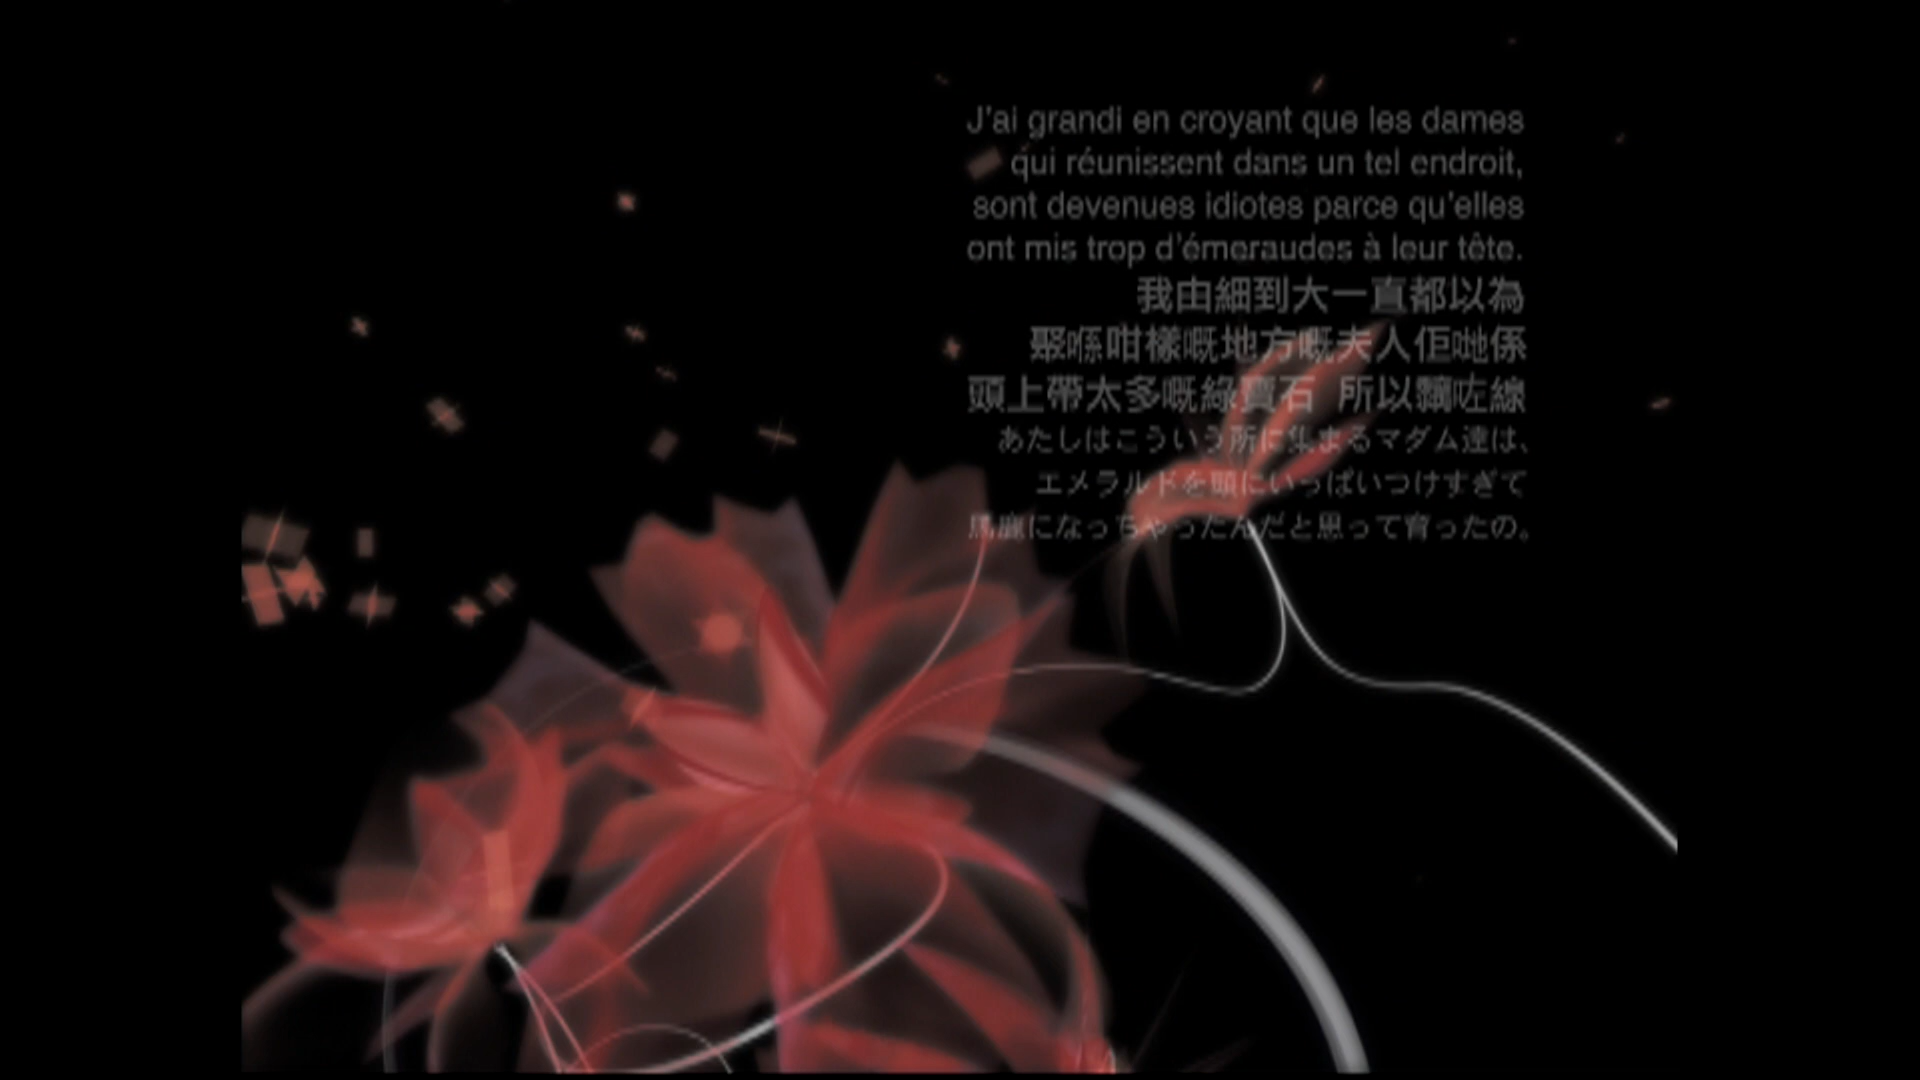 J'ai grandi en croyant que les dames
qui réunissent dans un tel endroit,
sont devenues idiotes parce qu'elles
ont mis trop d'émeraudes à leur tête.
我由細到大一直都以為
聚喺咁樣嘅地方嘅夫人佢哋係
頭上帶太多嘅綠寶石 所以黐咗線
あたしはこういう所に集まるマダム達は、
エメラルドを頭にいっぱいつけすぎて
馬鹿になっちゃったんだと思って育ったの。